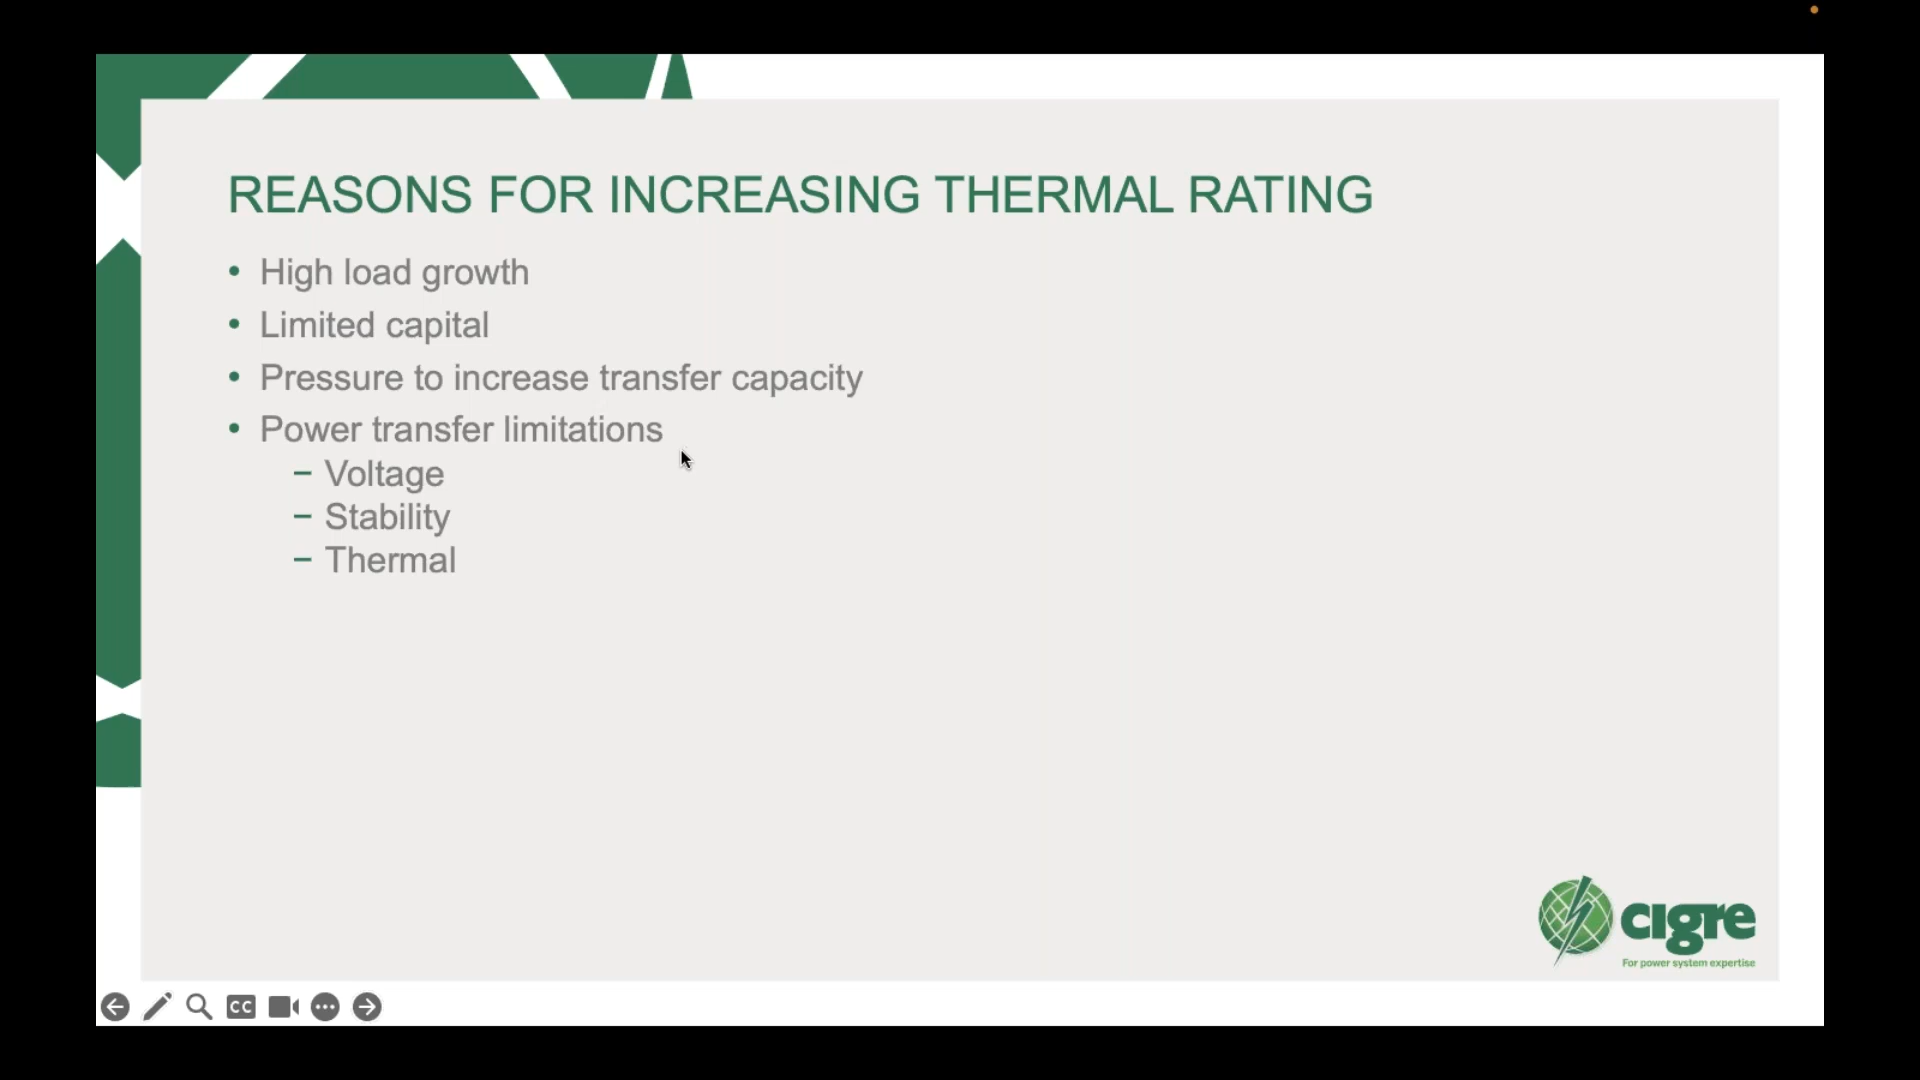 REASONS FOR INCREASING THERMAL RATING
• High load growth
• Limited capital
• Pressure to increase transfer capacity
• Power transfer limitations
– Voltage
– Stability
– Thermal
cigre
For power system expertise
CC